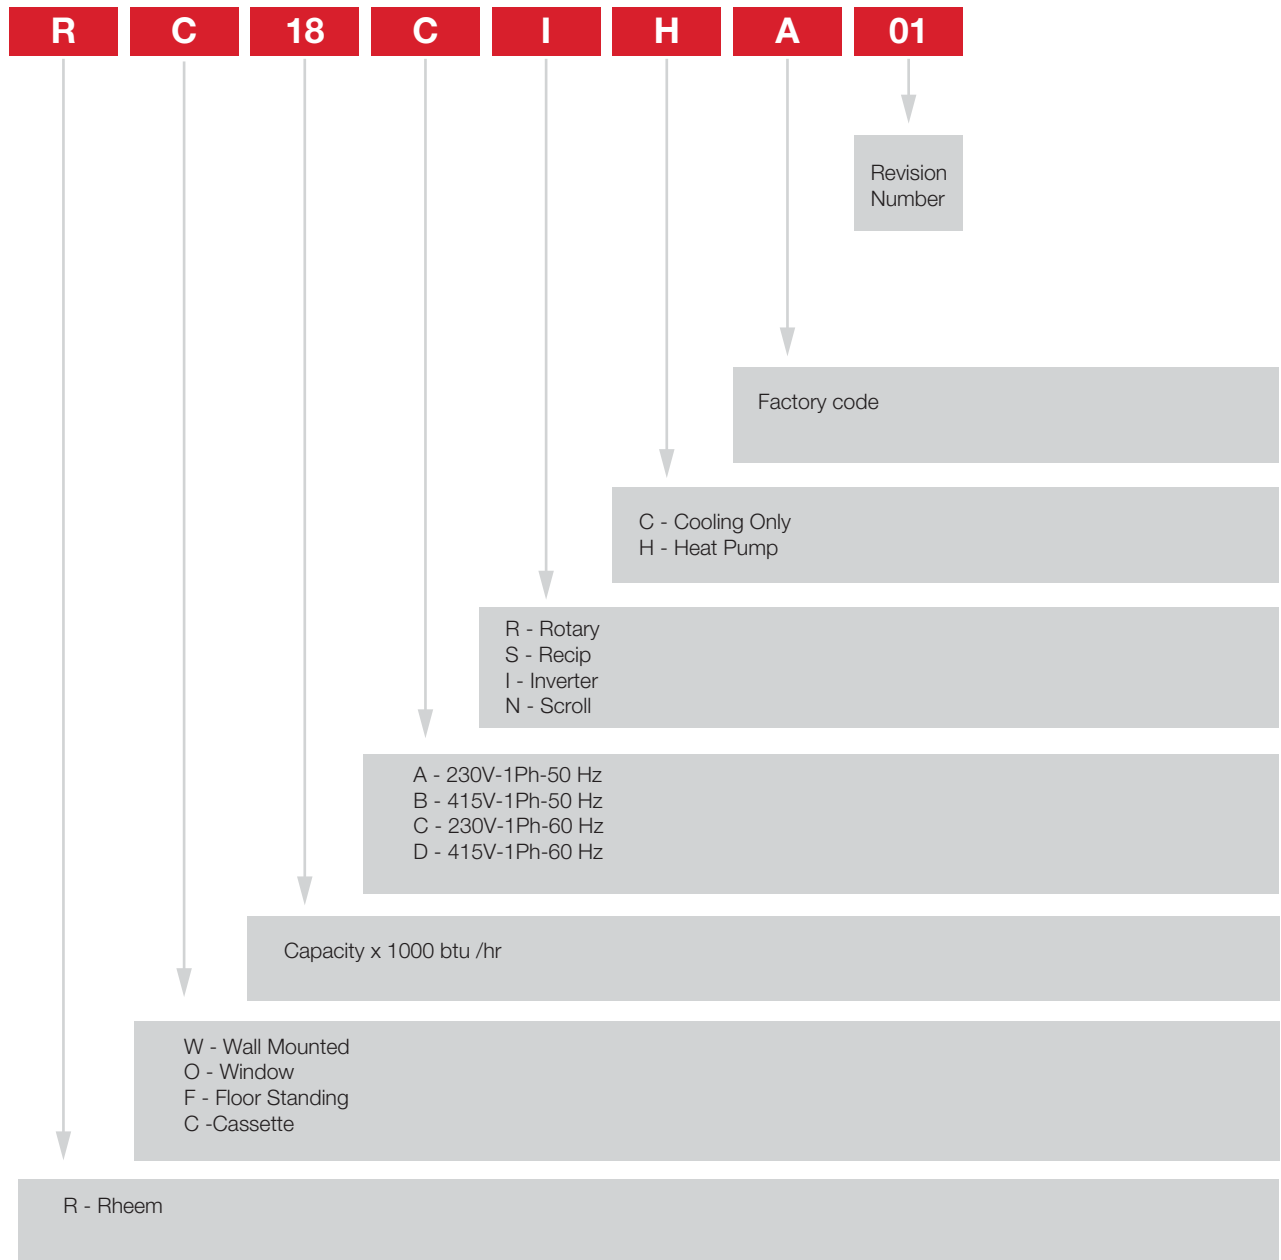 R C 18 C I H A 01
Revision
Number
Factory code
C - Cooling Only
H - Heat Pump
R - Rotary
S - Recip
I - Inverter
N - Scroll
A - 230V-1Ph-50 Hz
B - 415V-1Ph-50 Hz
C - 230V-1Ph-60 Hz
D - 415V-1Ph-60 Hz
Capacity x 1000 btu /hr
W - Wall Mounted
O - Window
F - Floor Standing
C -Cassette
R - Rheem